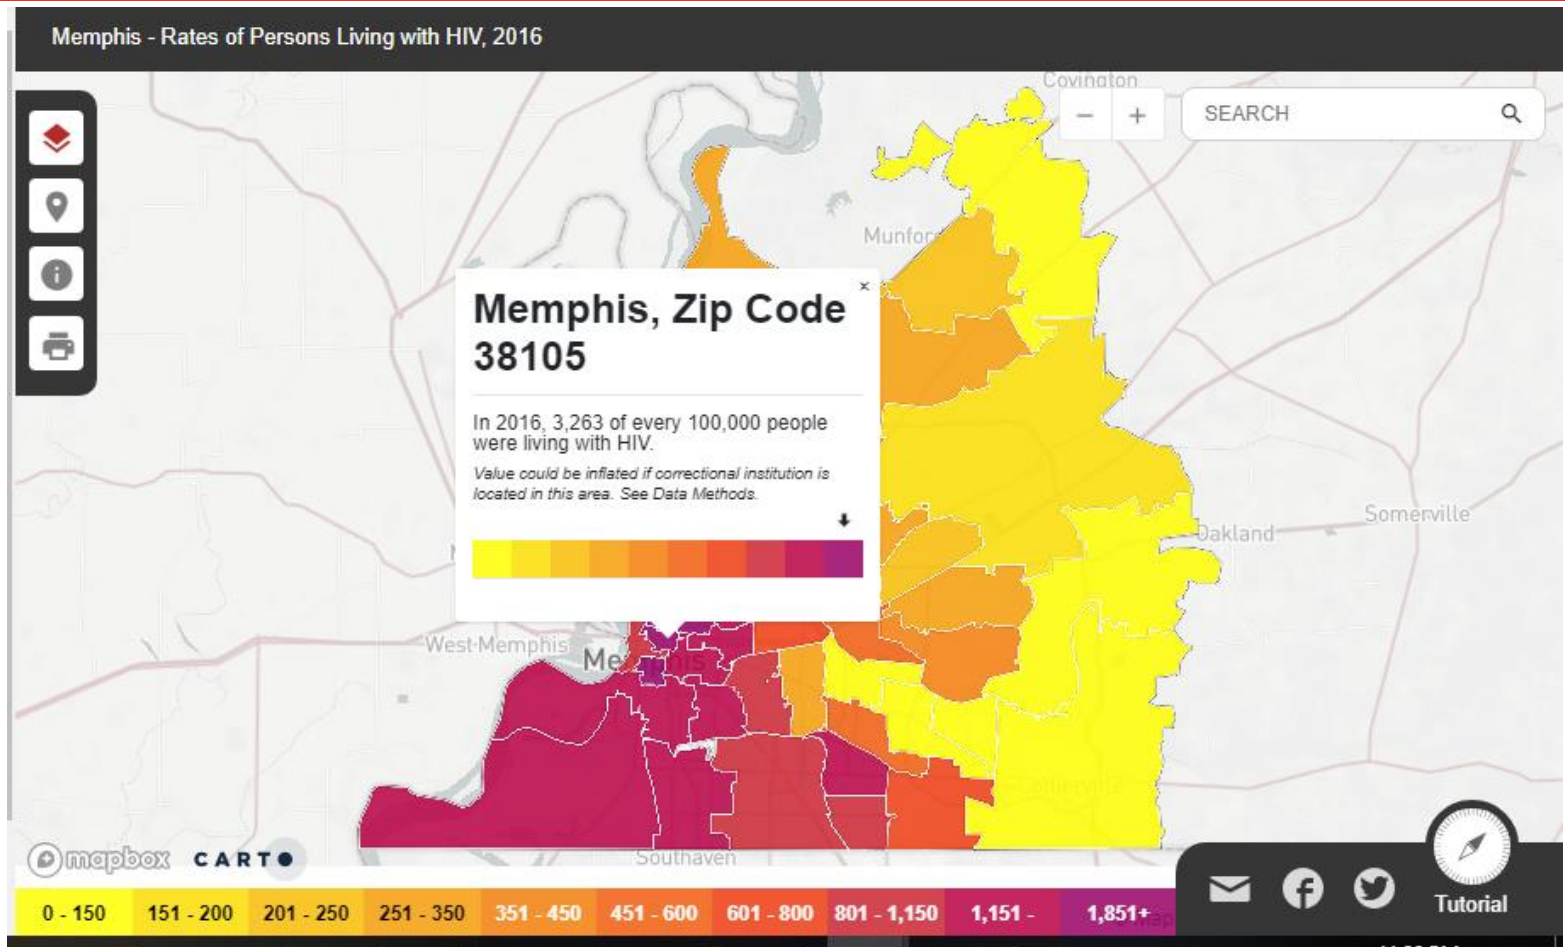 Memphis - Rates of Persons Living with HIV, 2016
Covington
SEARCH
Munfor
Memphis, Zip Code
38105
In 2016, 3,263 of every 100,000 people
were living with HIV.
Value could be inflated if correctional institution is
located in this area. See Data Methods.
Somerville
Oakland
West Memphis
Memphis
Collierville
Southaven
mapbox CARTO
0 - 150 151 - 200 201 - 250 251 - 350 351 - 450 451 - 600 601 - 800 801 - 1,150 1,151 - 1,851+
Tutorial